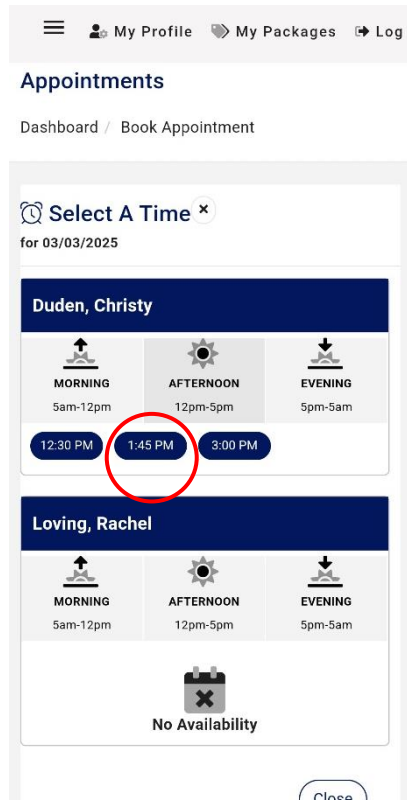 My Profile My Packages Log
Appointments
Dashboard / Book Appointment
Select A Time ×
for 03/03/2025
Duden, Christy
MORNING AFTERNOON EVENING
5am-12pm 12pm-5pm 5pm-5am
12:30 PM 1:45 PM 3:00 PM
Loving, Rachel
MORNING AFTERNOON EVENING
5am-12pm 12pm-5pm 5pm-5am
No Availability
Close